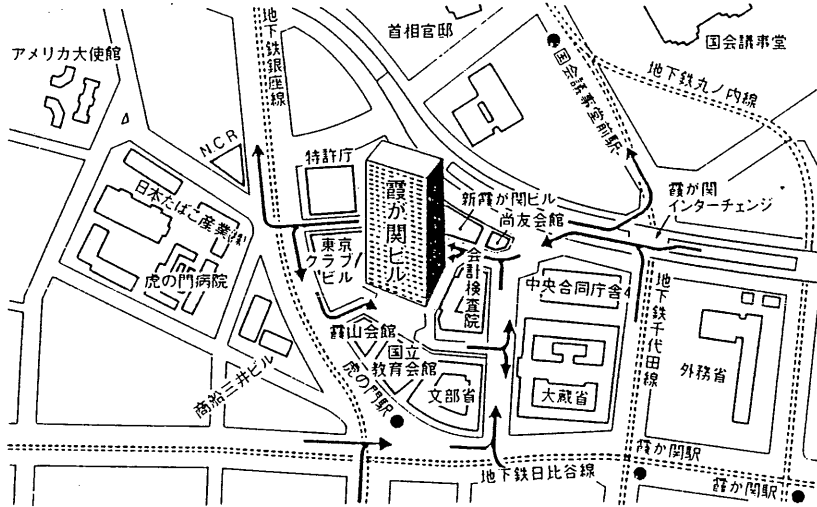 首相官邸
国会議事堂
アメリカ大使館
地下鉄銀座線
国会議事堂前駅
地下鉄丸ノ内線
N.C.R
特許庁
霞が関ビル
新霞が関ビル
尚友会館
霞が関
インターチェンジ
日本たばこ産業㈱
東京
クラブ
ビル
会計検査院
中央合同庁舎4
虎の門病院
地下鉄千代田線
霞山会館
国立
教育会館
外務省
商船三井ビル
虎の門駅
文部省
大蔵省
地下鉄日比谷線
霞か関駅
霞か関駅